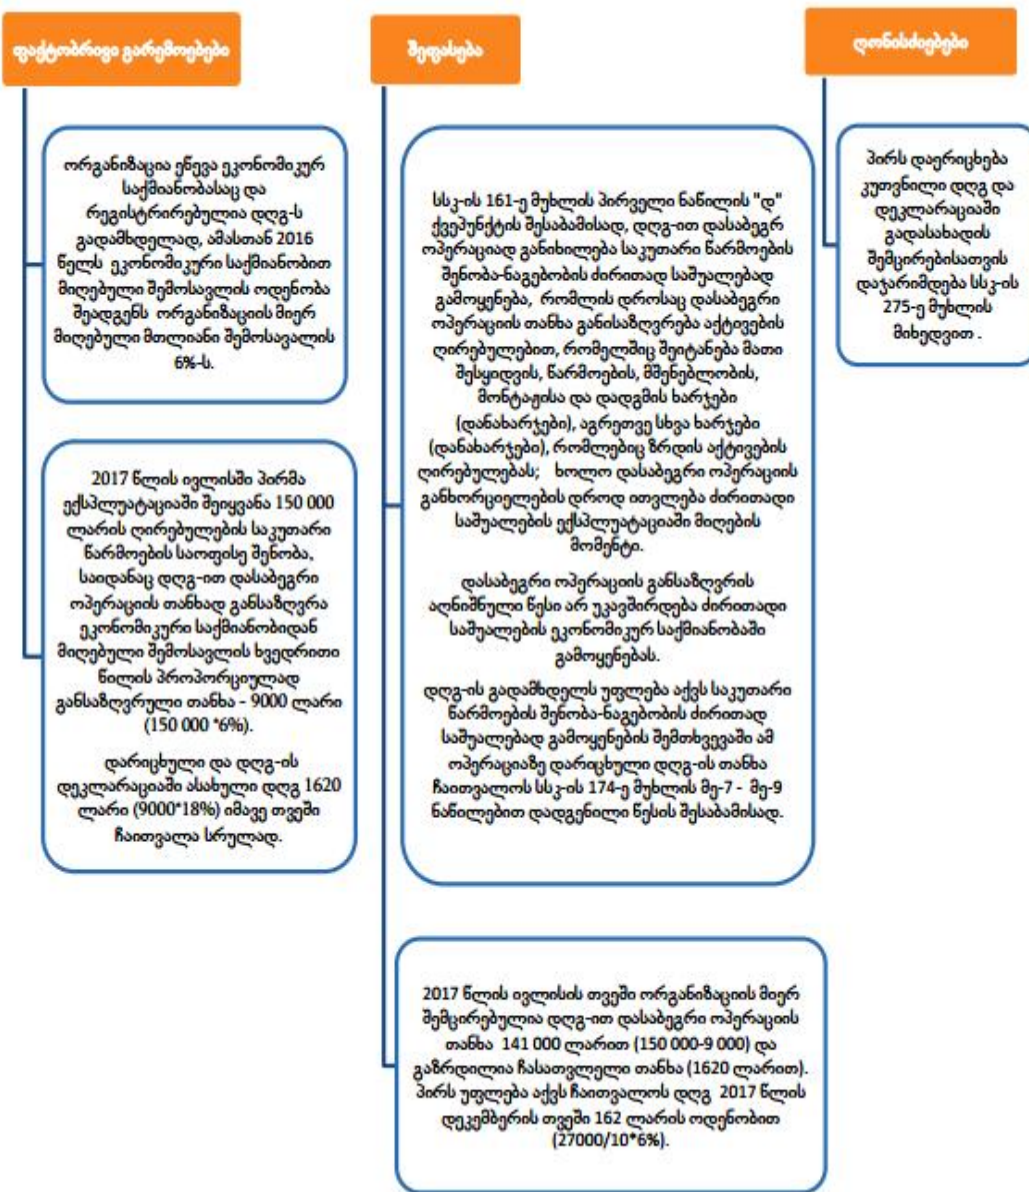 ფაქტობრივი გარემოებები
ორგანიზაცია ეწევა ეკონომიკურ
საქმიანობასაც და
რეგისტრირებულია დღგ-ს
გადამხდელად, ამასთან 2016
წელს ეკონომიკური საქმიანობით
მიღებული შემოსავლის ოდენობა
შეადგენს ორგანიზაციის მიერ
მიღებული მთლიანი შემოსავალის
6%-ს.
2017 წლის ივლისში პირმა
ექსპლუატაციაში შეიყვანა 150 000
ლარის ღირებულების საკუთარი
წარმოების საოფისე შენობა,
საიდანაც დღგ-ით დასაბეგრი
ოპერაციის თანხად განსაზღვრა
ეკონომიკური საქმიანობიდან
მიღებული შემოსავლის ხვედრითი
წილის პროპორციულად
განსაზღვრული თანხა - 9000 ლარი
(150 000 *6%).
დარიცხული და დღგ-ის
დეკლარაციაში ასახული დღგ 1620
ლარი (9000*18%) იმავე თვეში
ჩაითვალა სრულად.
შეფასება
სსკ-ის 161-ე მუხლის პირველი ნაწილის "დ"
ქვეპუნქტის შესაბამისად, დღგ-ით დასაბეგრ
ოპერაციად განიხილება საკუთარი წარმოების
შენობა-ნაგებობის ძირითად საშუალებად
გამოყენება, რომლის დროსაც დასაბეგრი
ოპერაციის თანხა განისაზღვრება აქტივების
ღირებულებით, რომელშიც შეიტანება მათი
შესყიდვის, წარმოების, მშენებლობის,
მონტაჟისა და დადგმის ხარჯები
(დანახარჯები), აგრეთვე სხვა ხარჯები
(დანახარჯები), რომლებიც ზრდის აქტივების
ღირებულებას; ხოლო დასაბეგრი ოპერაციის
განხორციელების დროდ ითვლება ძირითადი
საშუალების ექსპლუატაციაში მიღების
მომენტი.
დასაბეგრი ოპერაციის განსაზღვრის
აღნიშნული წესი არ უკავშირდება ძირითადი
საშუალების ეკონომიკურ საქმიანობაში
გამოყენებას.
დღგ-ის გადამხდელს უფლება აქვს საკუთარი
წარმოების შენობა-ნაგებობის ძირითად
საშუალებად გამოყენების შემთხვევაში ამ
ოპერაციაზე დარიცხული დღგ-ის თანხა
ჩაითვალოს სსკ-ის 174-ე მუხლის მე-7 - მე-9
ნაწილებით დადგენილი წესის შესაბამისად.
2017 წლის ივლისის თვეში ორგანიზაციის მიერ
შემცირებულია დღგ-ით დასაბეგრი ოპერაციის
თანხა 141 000 ლარით (150 000-9 000) და
გაზრდილია ჩასათვლელი თანხა (1620 ლარით).
პირს უფლება აქვს ჩაითვალოს დღგ 2017 წლის
დეკემბერის თვეში 162 ლარის ოდენობით
(27000/10*6%).
ღონისძიებები
პირს დაერიცხება
კუთვნილი დღგ და
დეკლარაციაში
გადასახადის
შემცირებისათვის
დაჯარიმდება სსკ-ის
275-ე მუხლის
მიხედვით .